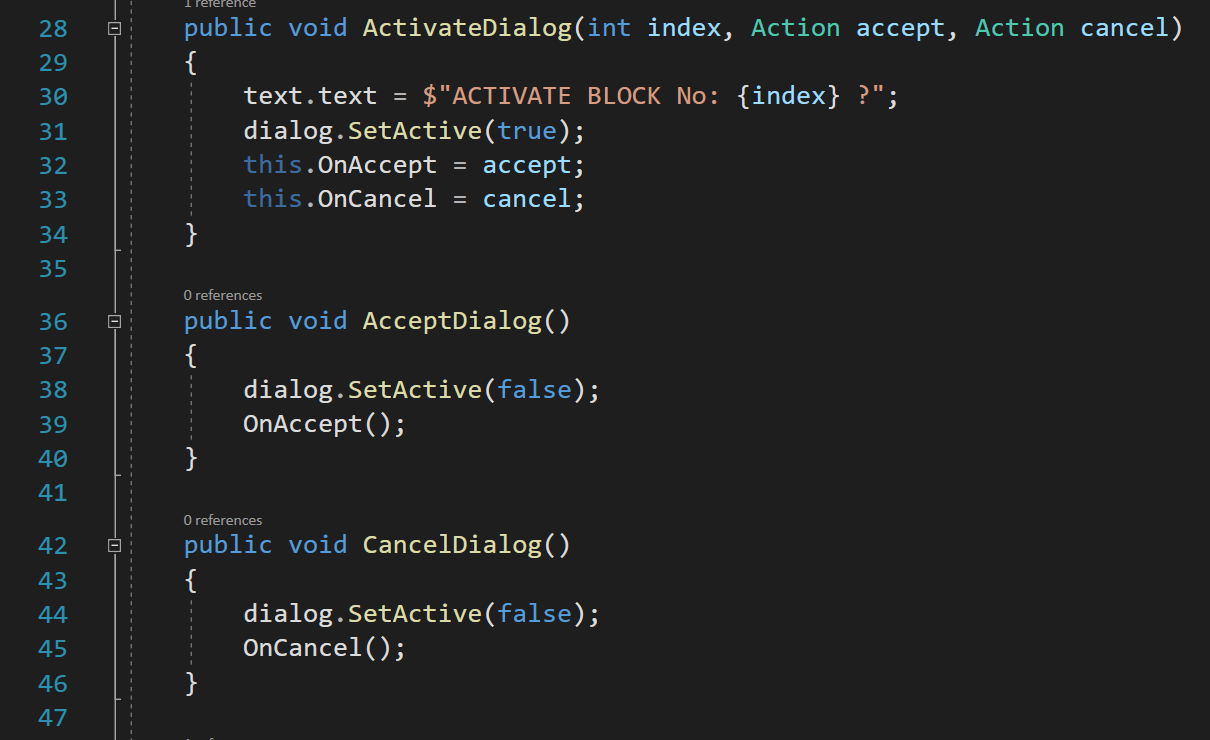 1 reference
28 public void ActivateDialog(int index, Action accept, Action cancel)
29 {
30 text.text = $"ACTIVATE BLOCK No: {index} ?";
31 dialog.SetActive(true);
32 this.OnAccept = accept;
33 this.OnCancel = cancel;
34 }
35
0 references
36 public void AcceptDialog()
37 {
38 dialog.SetActive(false);
39 OnAccept();
40 }
41
0 references
42 public void CancelDialog()
43 {
44 dialog.SetActive(false);
45 OnCancel();
46 }
47